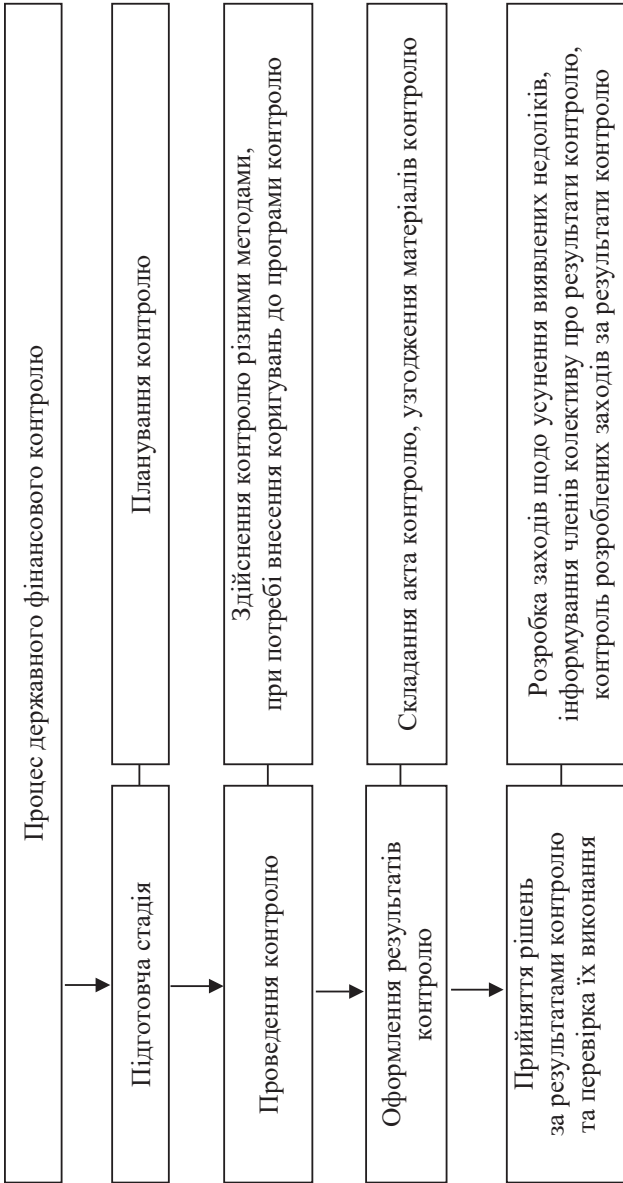 Процес державного фінансового контролю
Підготовча стадія
Планування контролю
Проведення контролю
Здійснення контролю різними методами,
при потребі внесення коригувань до програми контролю
Оформлення результатів
контролю
Складання акта контролю, узгодження матеріалів контролю
Прийняття рішень
за результатами контролю
та перевірка їх виконання
Розробка заходів щодо усунення виявлених недоліків,
інформування членів колективу про результати контролю,
контроль розроблених заходів за результати контролю